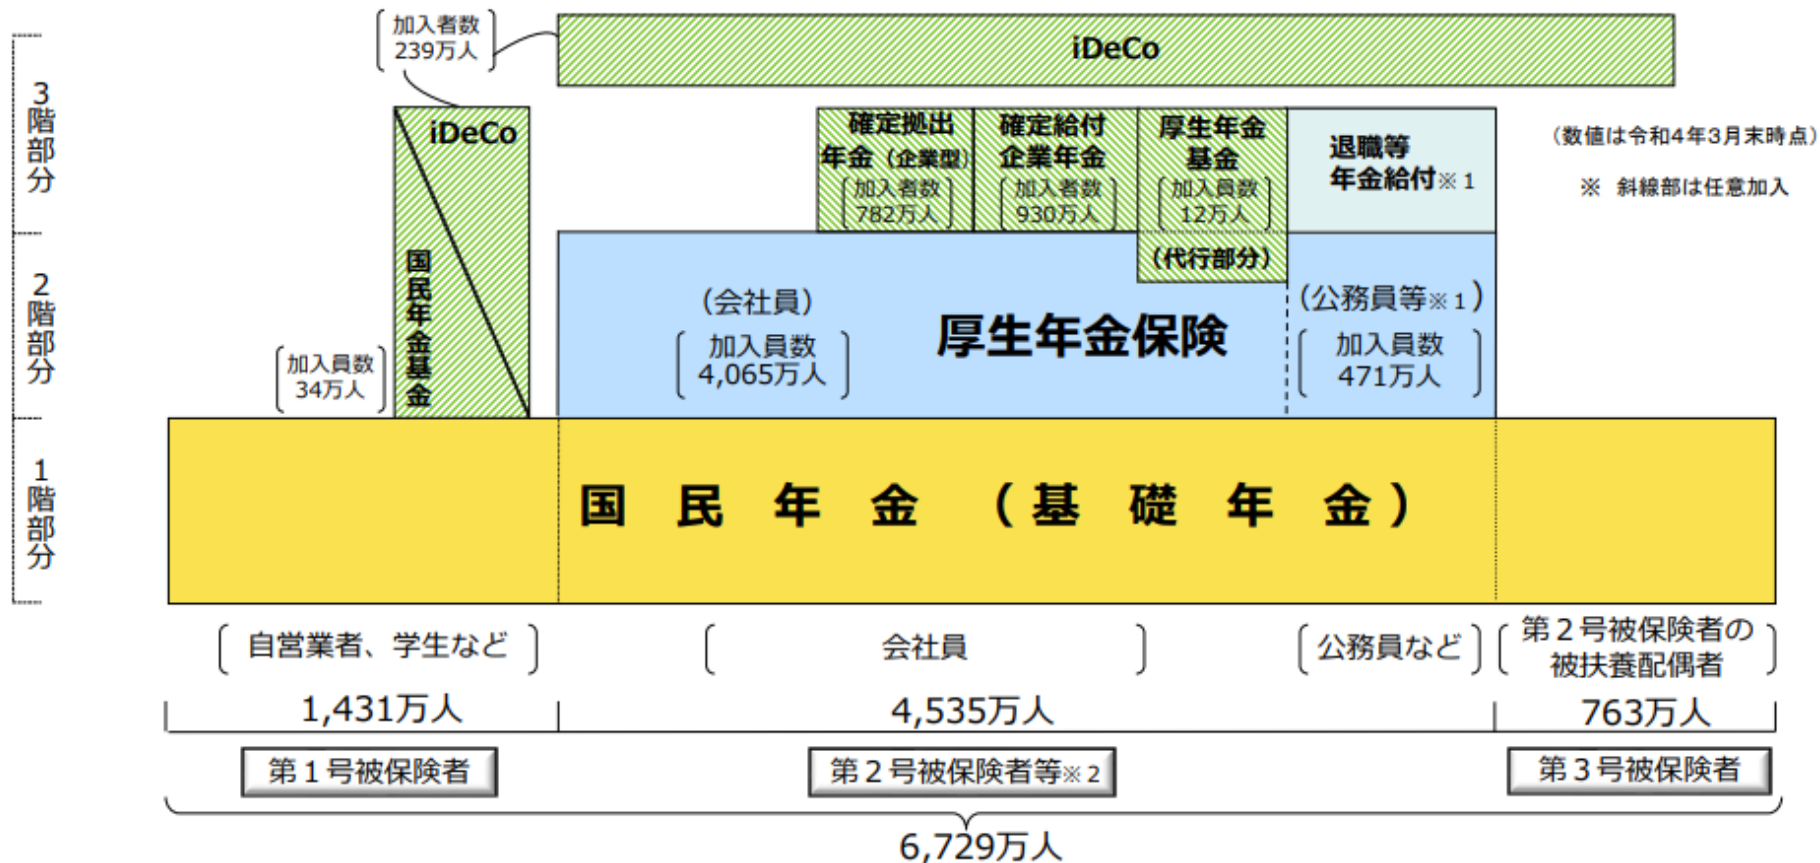 加入者数
239万人
iDeCo
3階部分
iDeCo
国民年金基金
確定拠出
年金（企業型）
加入者数
782万人
確定給付
企業年金
加入者数
930万人
厚生年金
基金
加入員数
12万人
（代行部分）
退職等
年金給付※1
（数値は令和4年3月末時点）
※ 斜線部は任意加入
2階部分
加入員数
34万人
（会社員）
加入員数
4,065万人
厚生年金保険
（公務員等※1）
加入員数
471万人
1階部分
国民年金（基礎年金）
自営業者、学生など
会社員
公務員など
第2号被保険者の
被扶養配偶者
1,431万人
4,535万人
763万人
第1号被保険者
第2号被保険者等※2
第3号被保険者
6,729万人